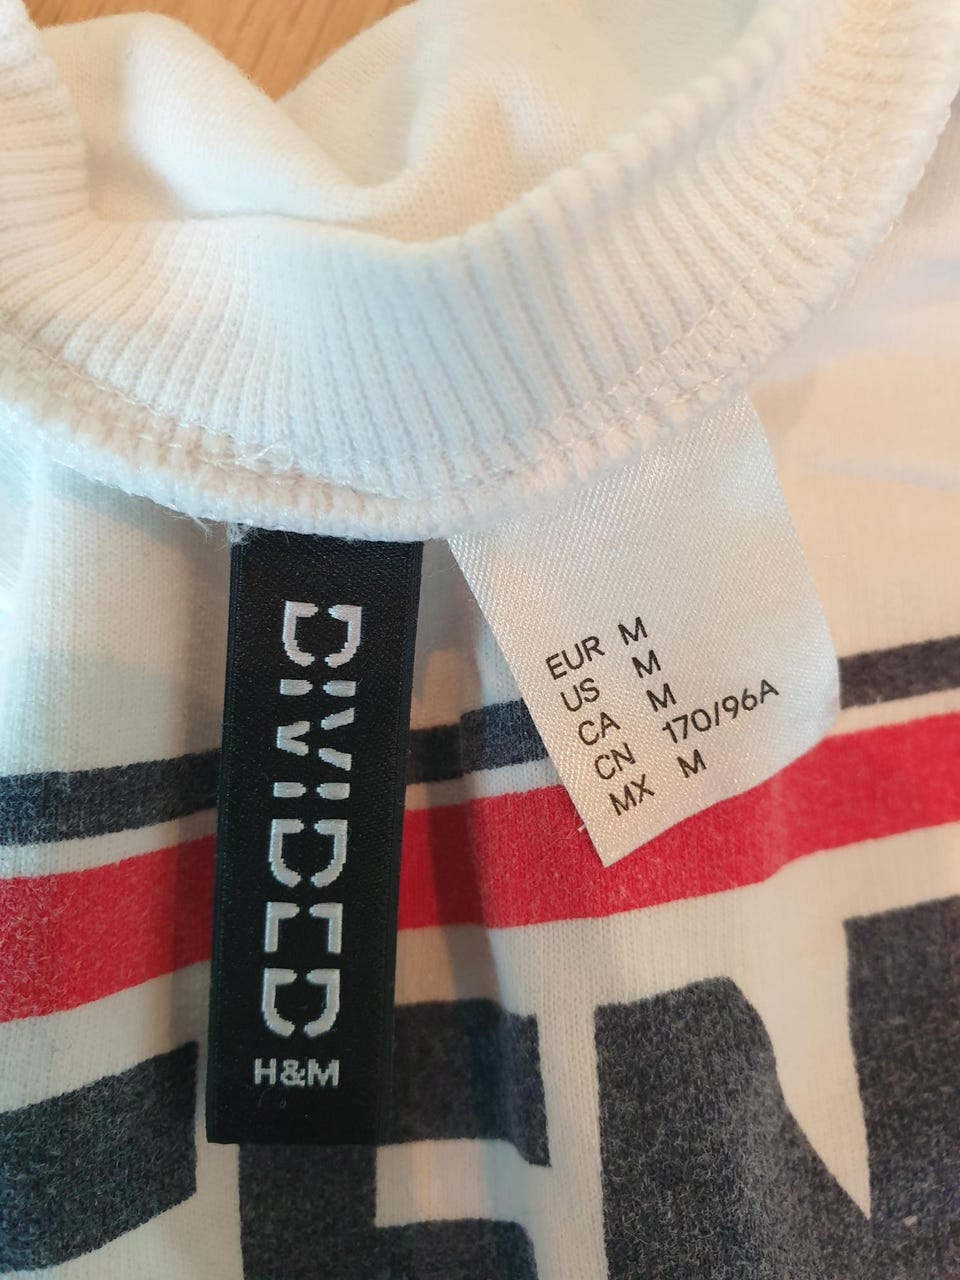 DIVIDED
H&M
EUR M
US M
CA M
CN 170/96A
MX M